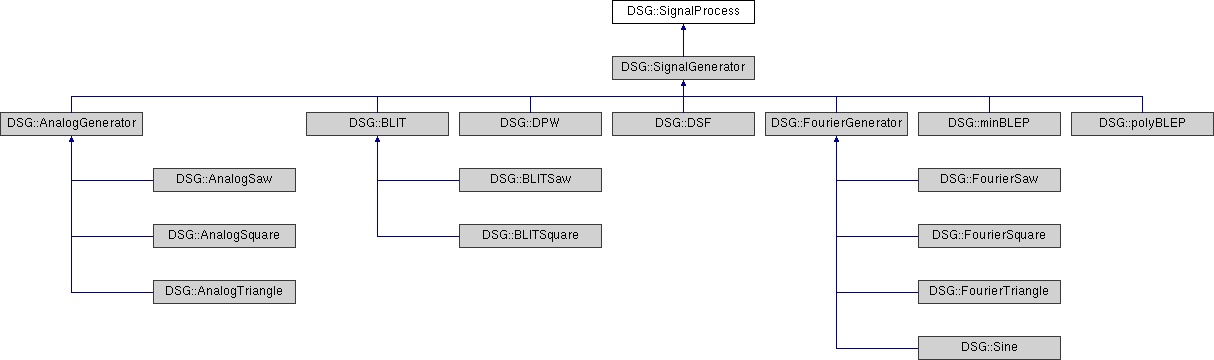 DSG::SignalProcess
DSG::SignalGenerator
DSG::AnalogGenerator
DSG::BLIT
DSG::DPW
DSG::DSF
DSG::FourierGenerator
DSG::minBLEP
DSG::polyBLEP
DSG::AnalogSaw
DSG::BLITSaw
DSG::FourierSaw
DSG::AnalogSquare
DSG::BLITSquare
DSG::FourierSquare
DSG::AnalogTriangle
DSG::FourierTriangle
DSG::Sine